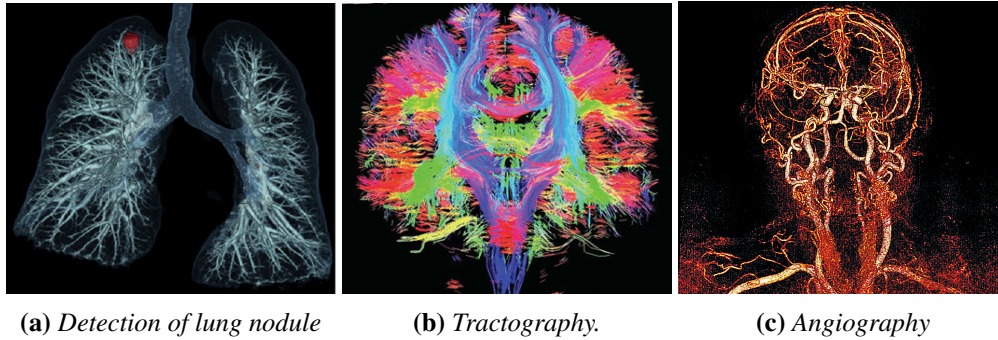 (a) Detection of lung nodule
(b) Tractography.
(c) Angiography